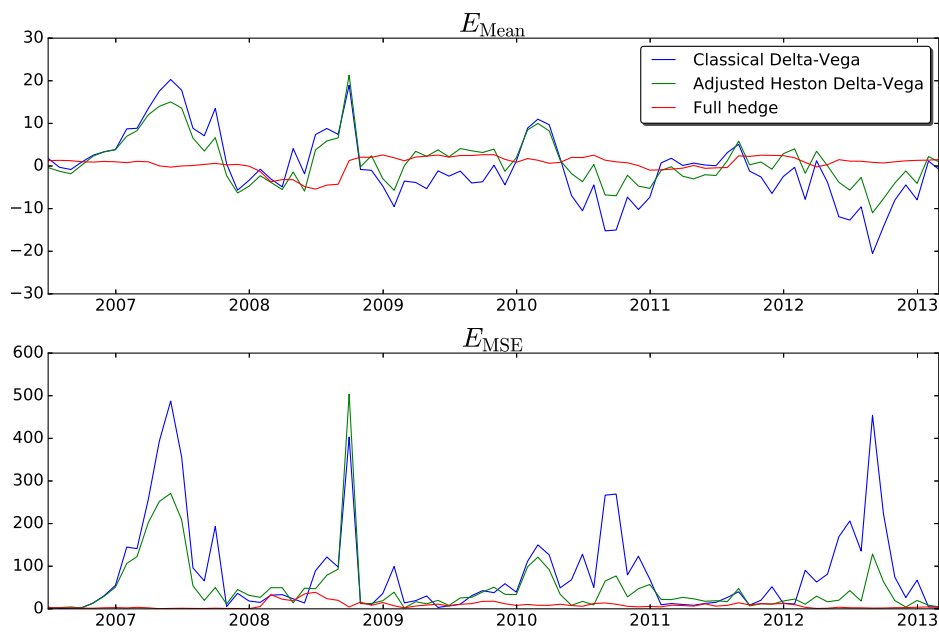 E_Mean
30
20
10
0
−10
−20
−30
Classical Delta-Vega
Adjusted Heston Delta-Vega
Full hedge
2007 2008 2009 2010 2011 2012 2013
E_MSE
600
500
400
300
200
100
0
2007 2008 2009 2010 2011 2012 2013